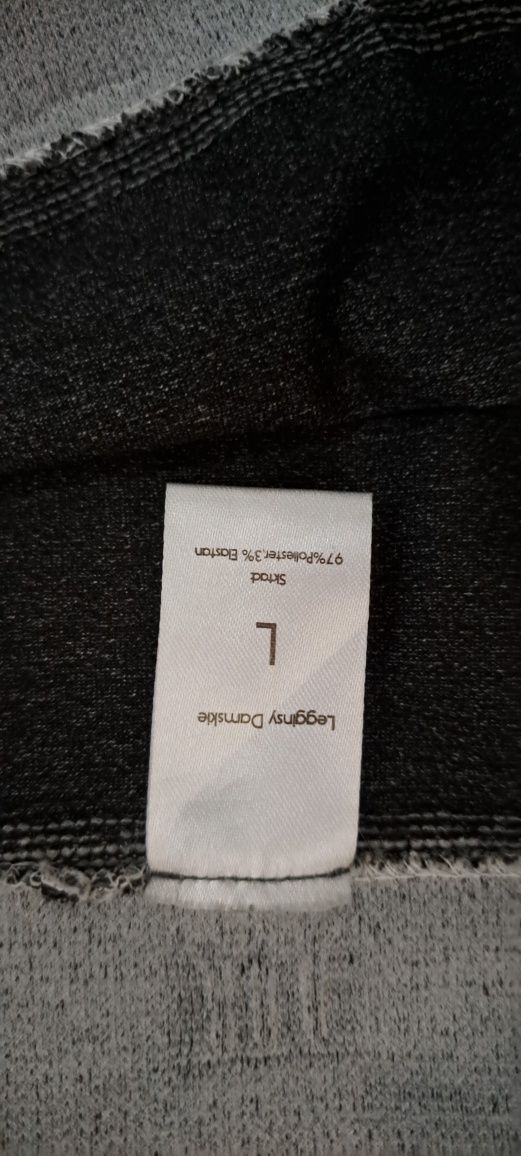 Legginsy Damskie
L
Skład:
97%Poliester,3% Elastan